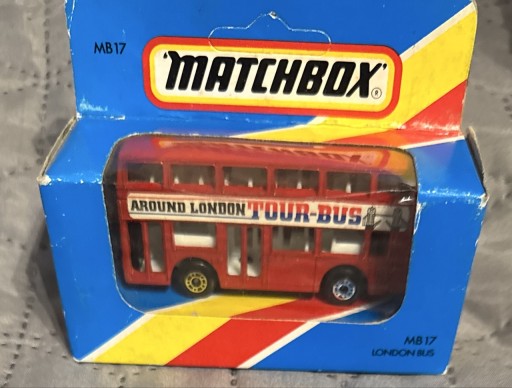 MB17
'MATCHBOX'®
AROUND LONDON TOUR-BUS
MB17
LONDON BUS